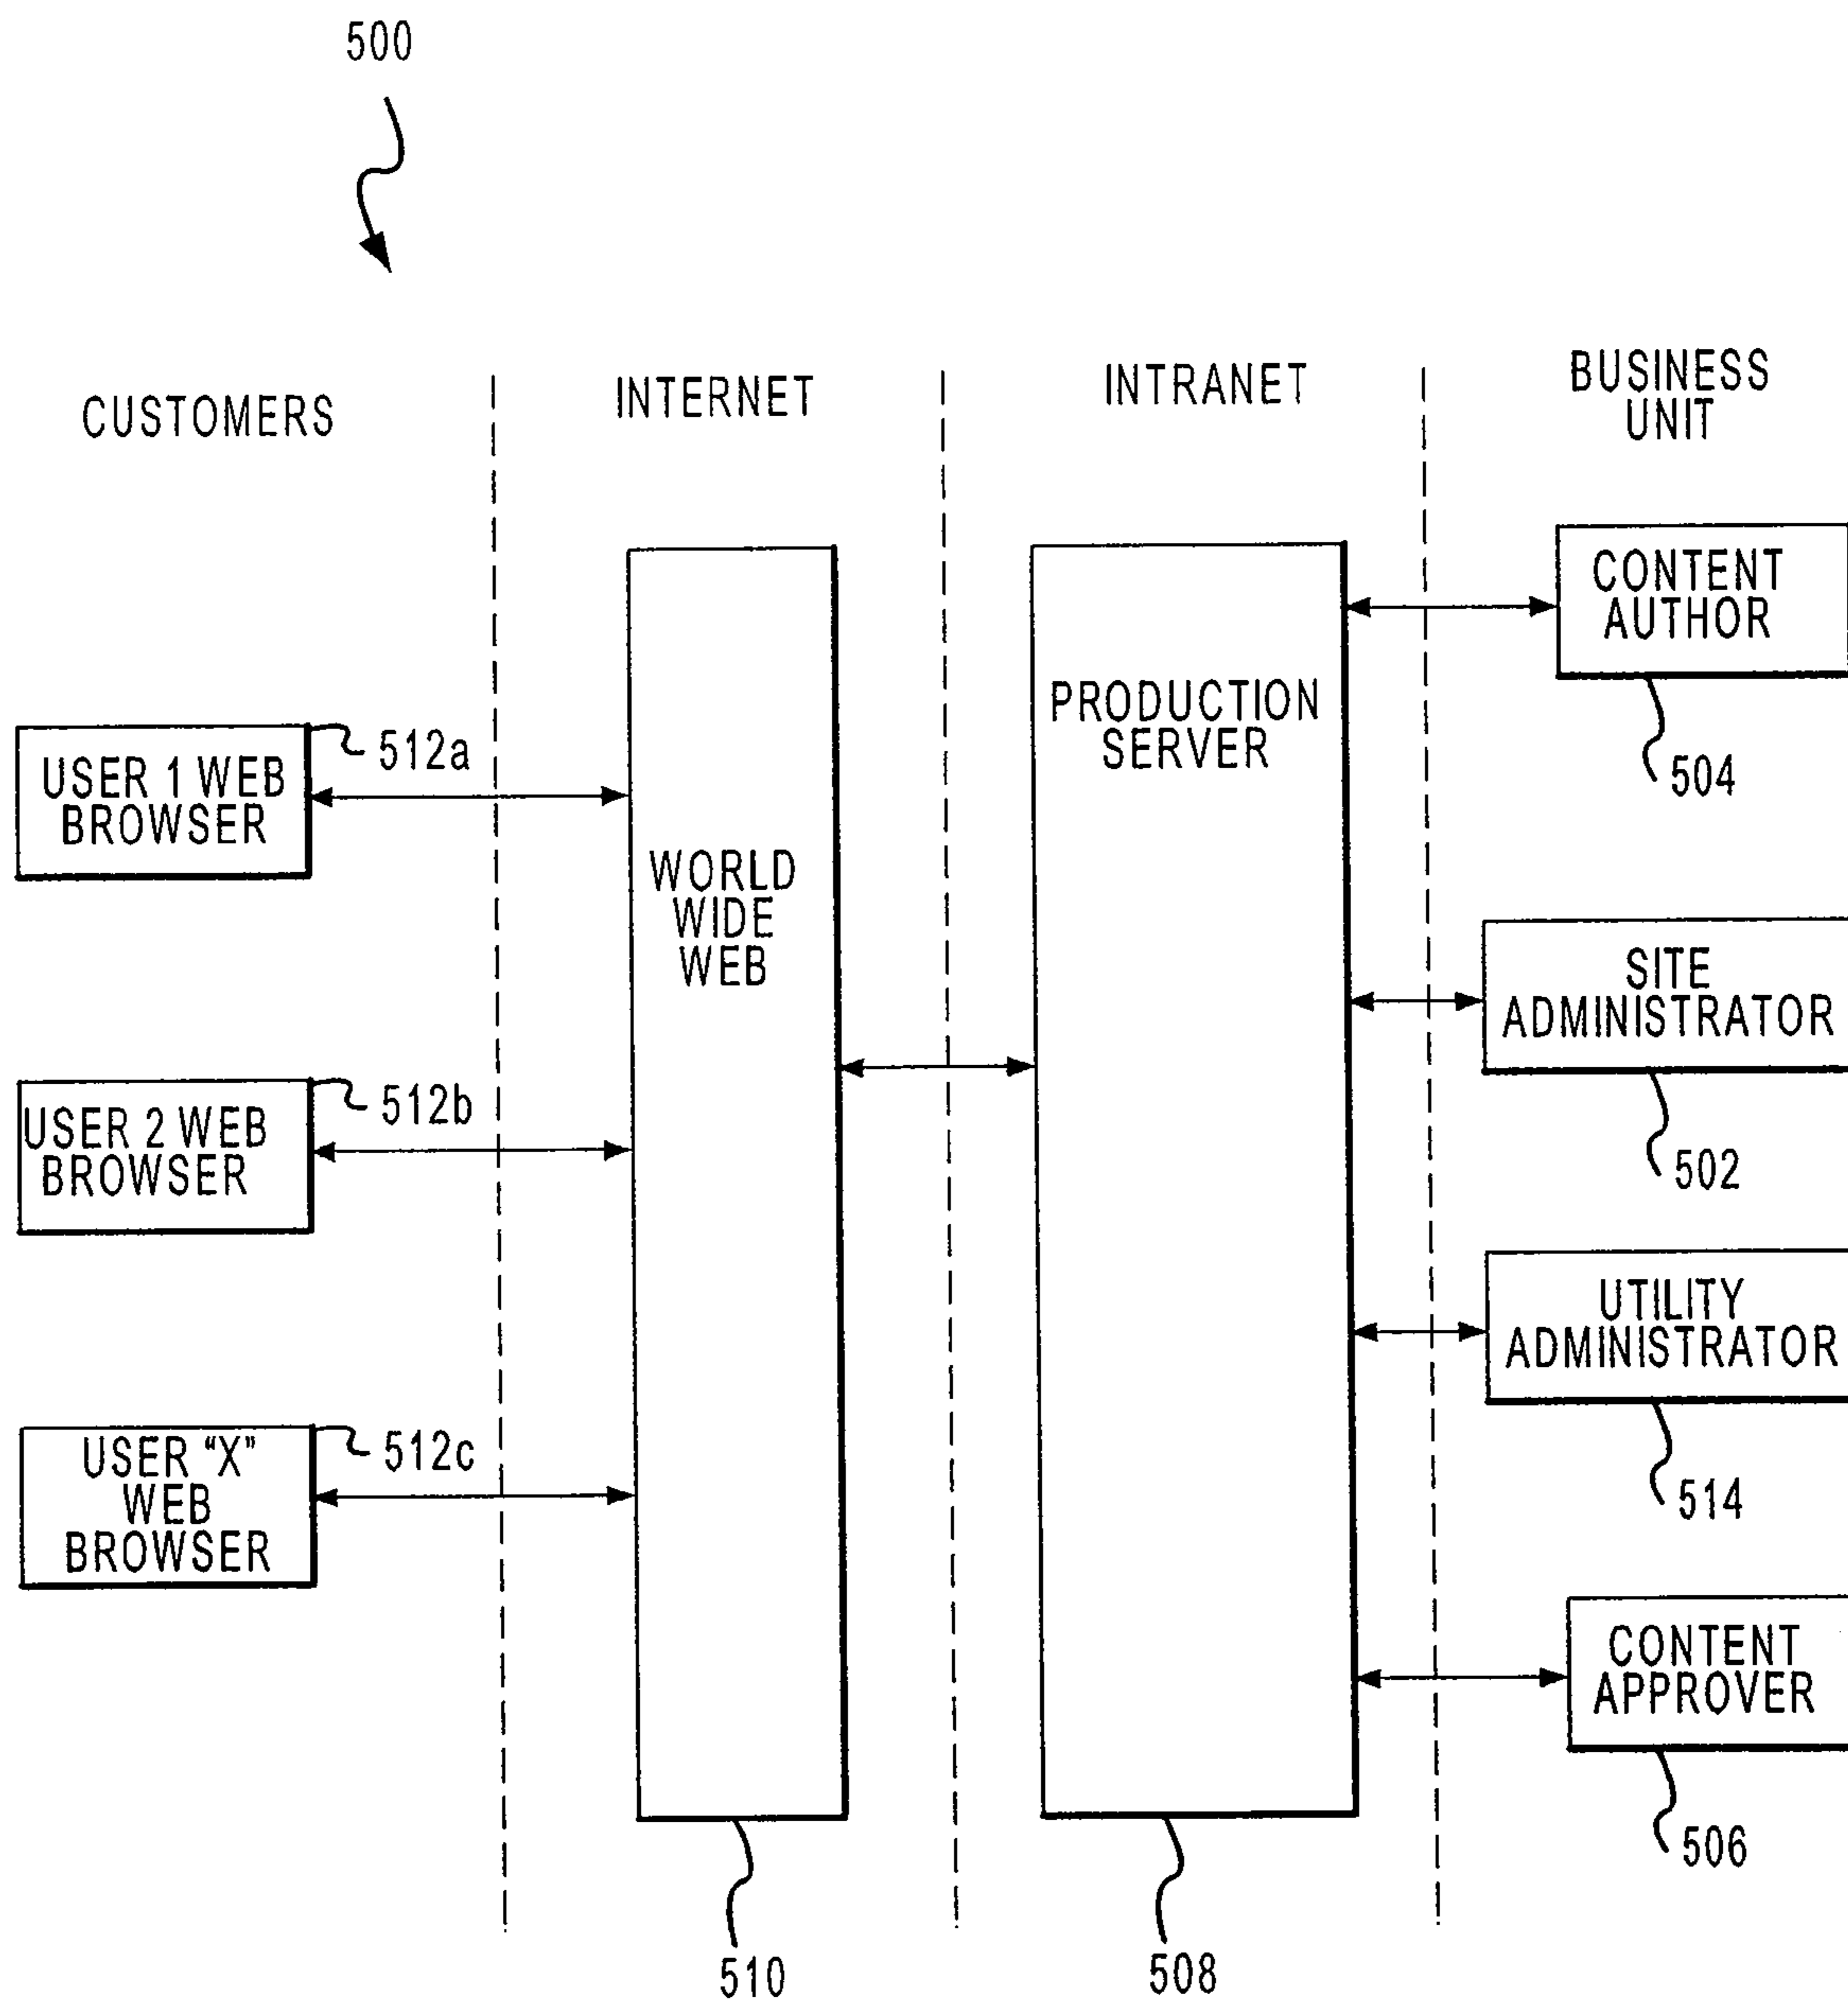 500
CUSTOMERS
INTERNET
INTRANET
BUSINESS
UNIT
USER 1 WEB
BROWSER
512a
USER 2 WEB
BROWSER
512b
USER "X"
WEB
BROWSER
512c
WORLD
WIDE
WEB
510
PRODUCTION
SERVER
508
CONTENT
AUTHOR
504
SITE
ADMINISTRATOR
502
UTILITY
ADMINISTRATOR
514
CONTENT
APPROVER
506